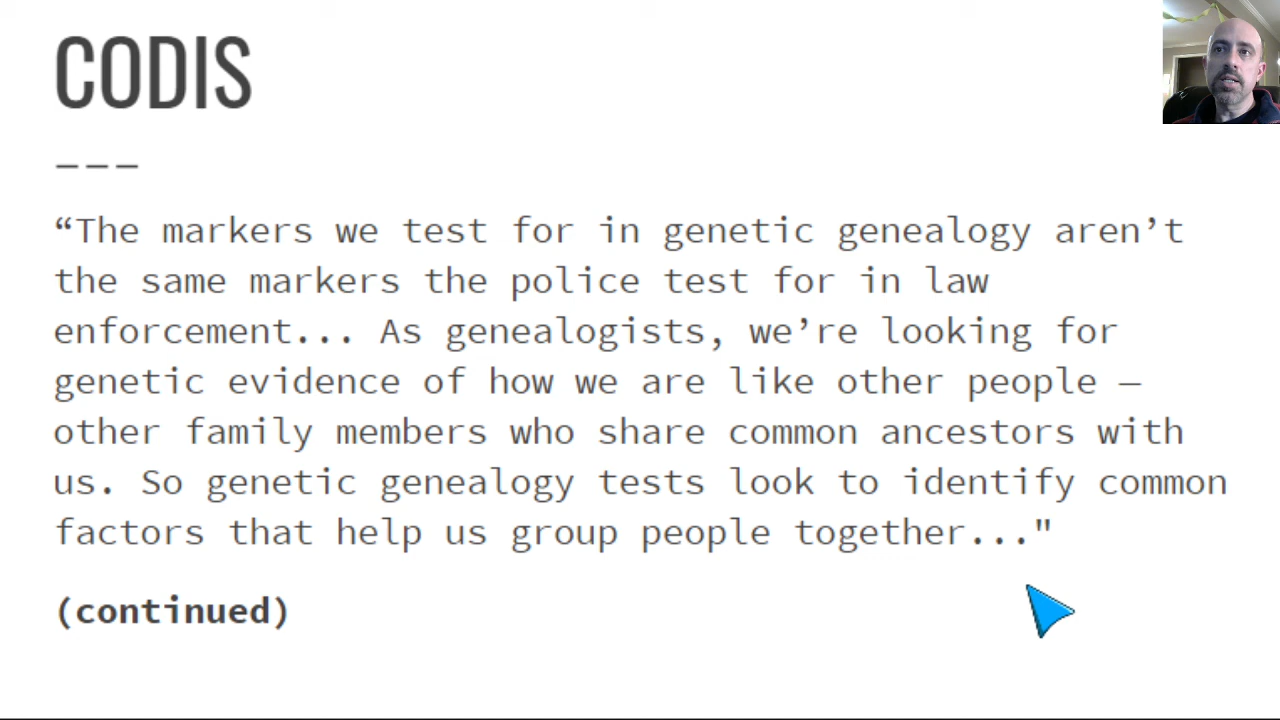 CODIS
———
“The markers we test for in genetic genealogy aren’t
the same markers the police test for in law
enforcement... As genealogists, we’re looking for
genetic evidence of how we are like other people —
other family members who share common ancestors with
us. So genetic genealogy tests look to identify common
factors that help us group people together..."
(continued)